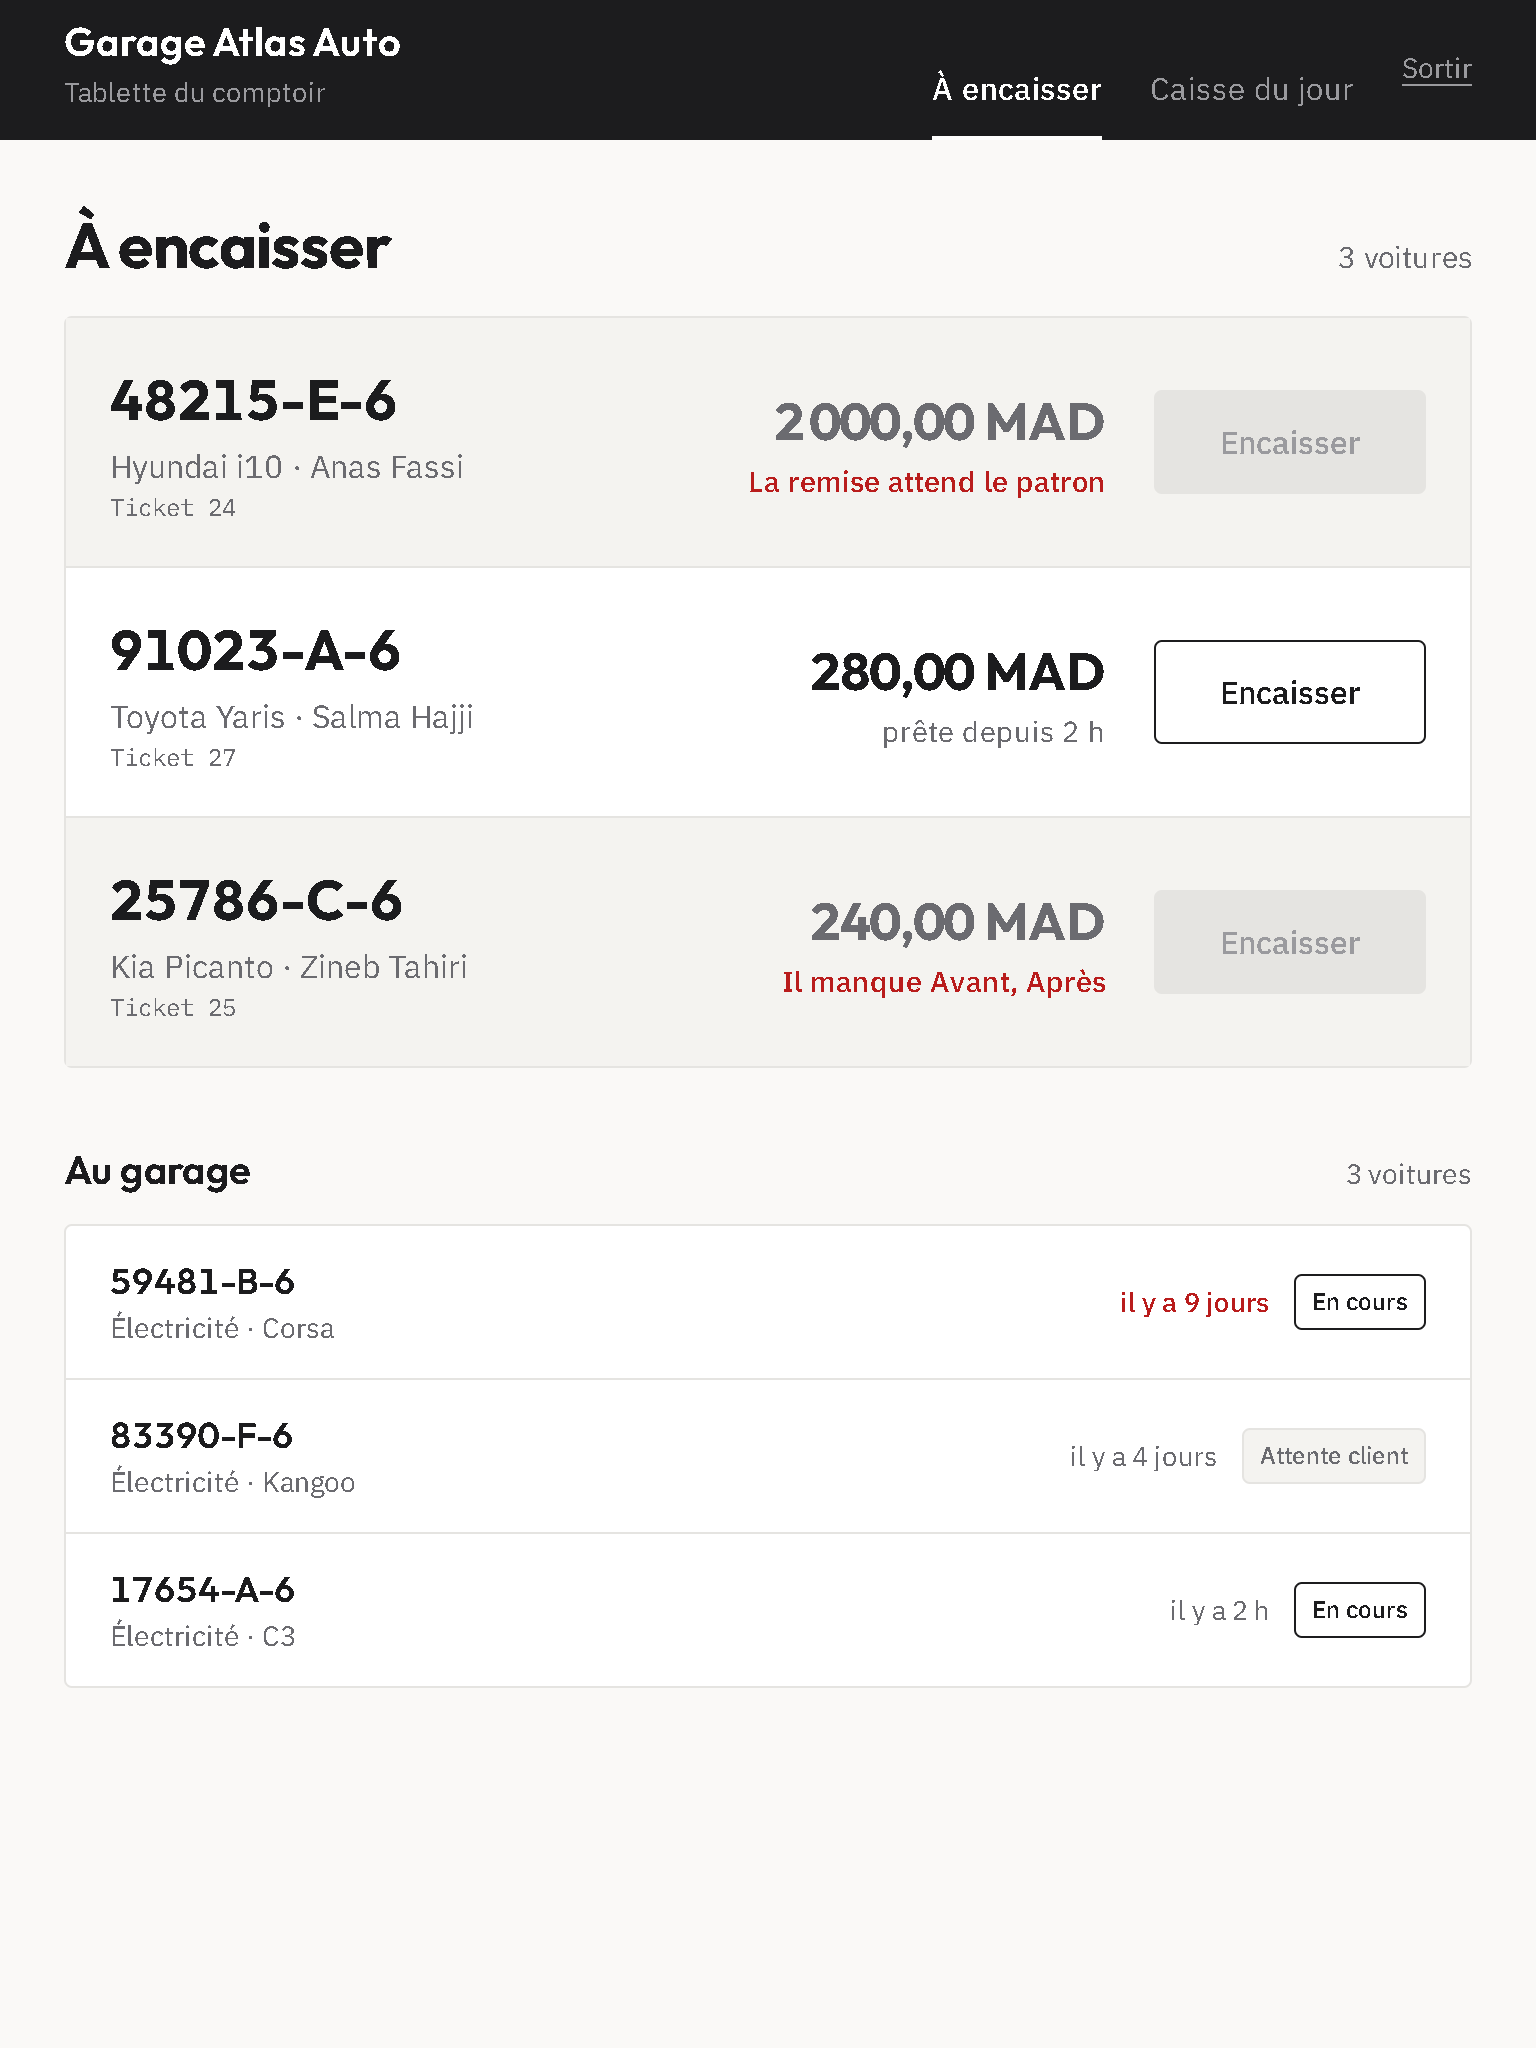 Garage Atlas Auto
Tablette du comptoir
À encaisser
Caisse du jour
Sortir
À encaisser
3 voitures
48215-E-6
Hyundai i10 · Anas Fassi
Ticket 24
2 000,00 MAD
La remise attend le patron
Encaisser
91023-A-6
Toyota Yaris · Salma Hajji
Ticket 27
280,00 MAD
prête depuis 2 h
Encaisser
25786-C-6
Kia Picanto · Zineb Tahiri
Ticket 25
240,00 MAD
Il manque Avant, Après
Encaisser
Au garage
3 voitures
59481-B-6
Électricité · Corsa
il y a 9 jours
En cours
83390-F-6
Électricité · Kangoo
il y a 4 jours
Attente client
17654-A-6
Électricité · C3
il y a 2 h
En cours